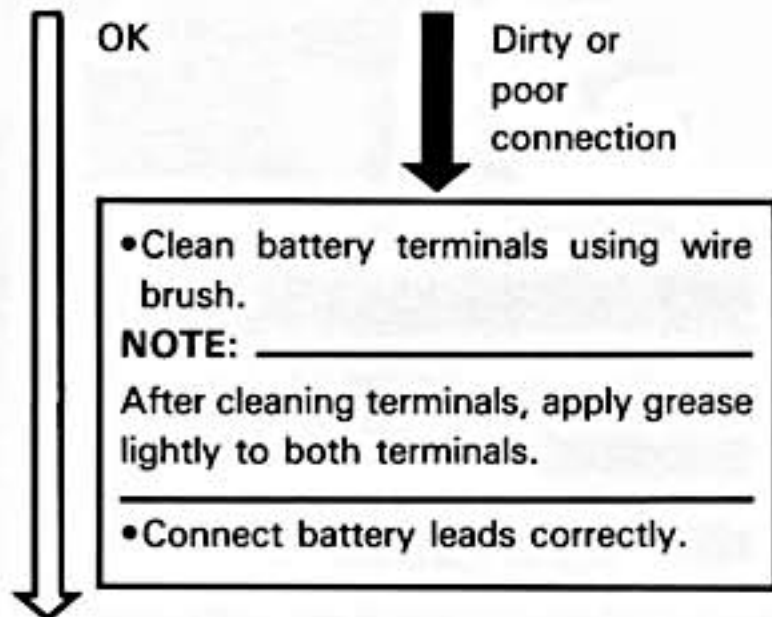 OK
Dirty or
poor
connection
•Clean battery terminals using wire
brush.
NOTE:
After cleaning terminals, apply grease
lightly to both terminals.
•Connect battery leads correctly.